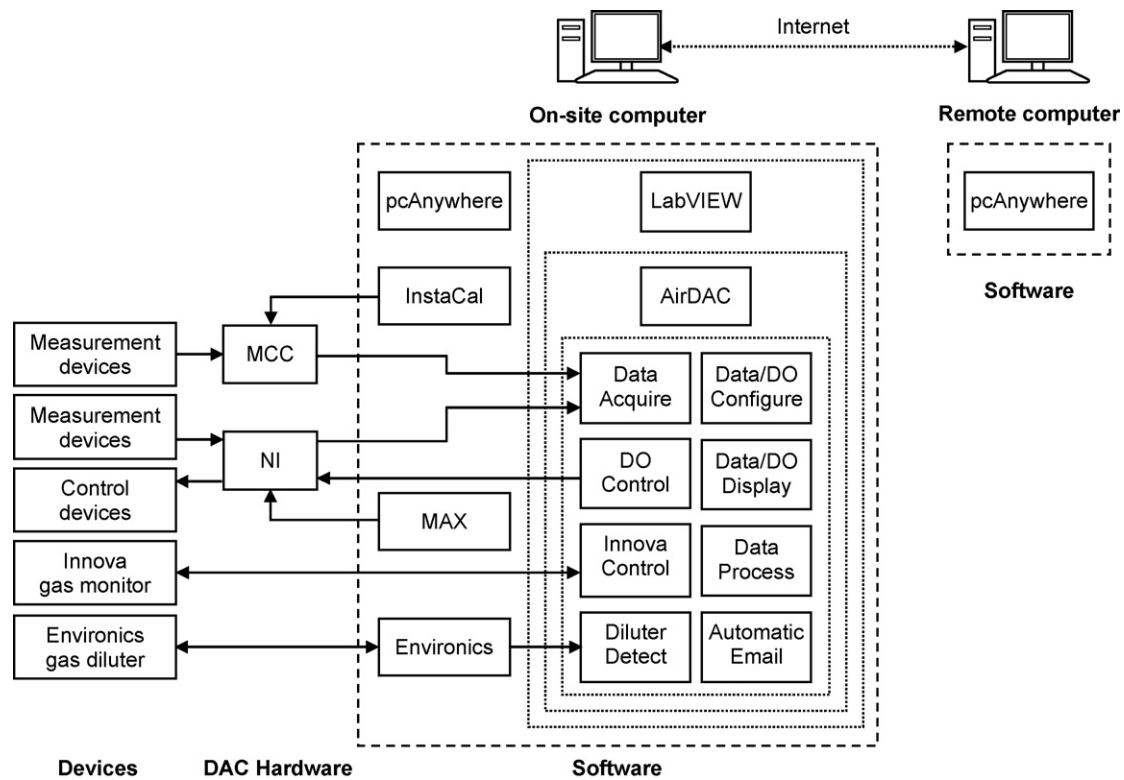 Internet
On-site computer
Remote computer
pcAnywhere
LabVIEW
pcAnywhere
InstaCal
AirDAC
Software
Measurement
devices
MCC
Data
Acquire
Data/DO
Configure
Measurement
devices
NI
DO
Control
Data/DO
Display
Control
devices
MAX
Innova
gas monitor
Innova
Control
Data
Process
Environics
gas diluter
Environics
Diluter
Detect
Automatic
Email
Devices
DAC Hardware
Software